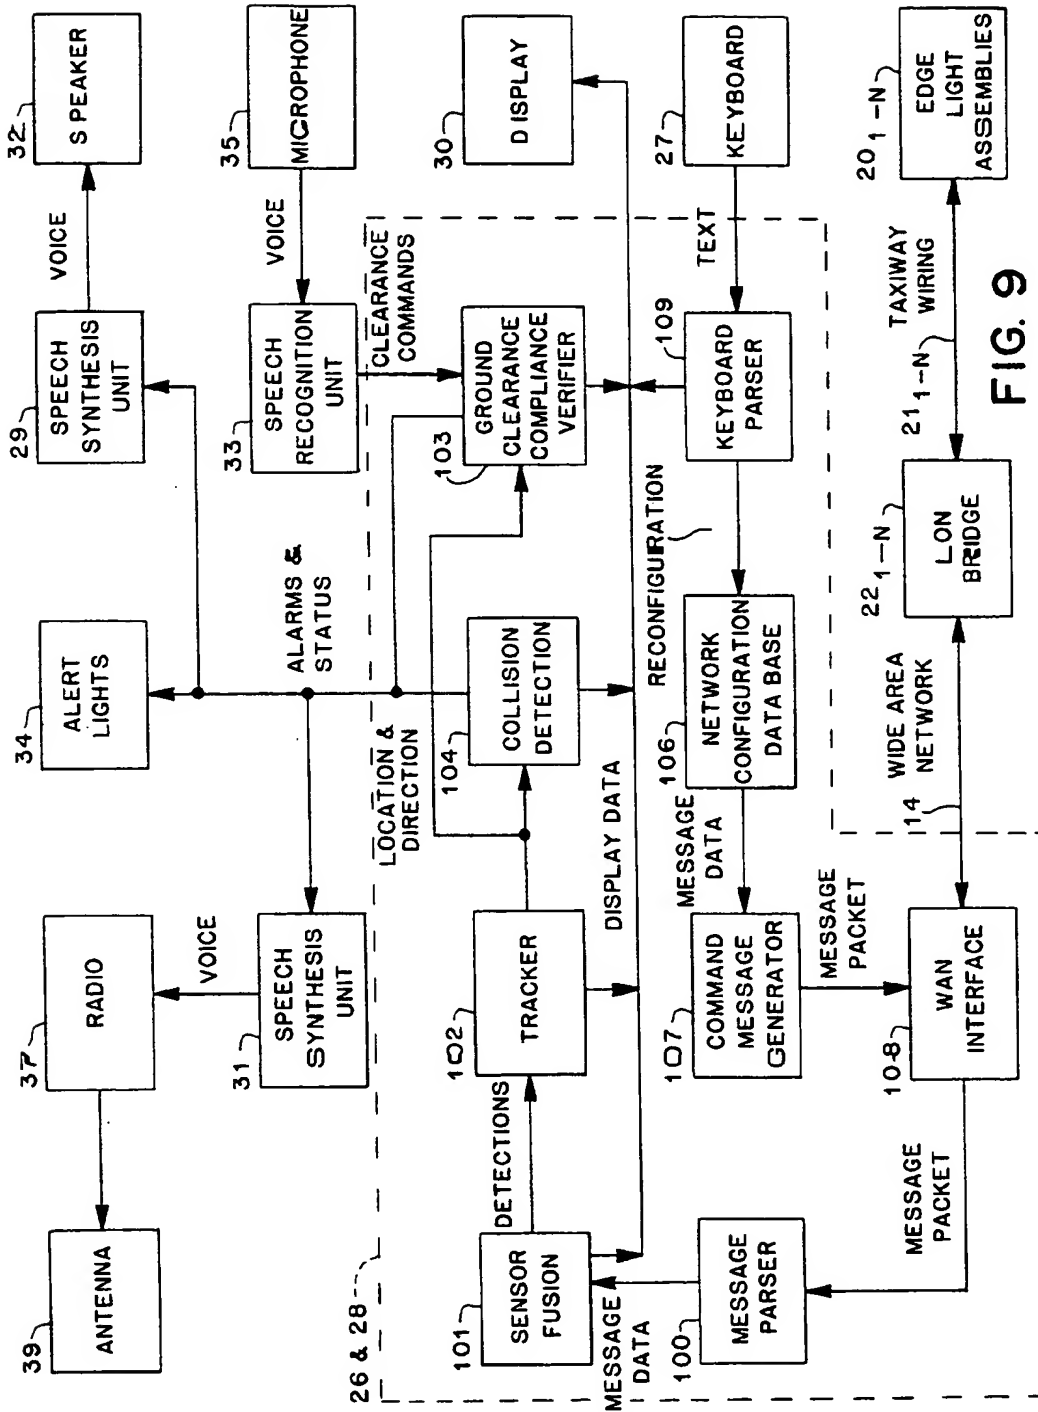 39
ANTENNA
37
RADIO
VOICE
31
SPEECH
SYNTHESIS
UNIT
34
ALERT
LIGHTS
ALARMS &
STATUS
29
SPEECH
SYNTHESIS
UNIT
VOICE
32
SPEAKER
33
SPEECH
RECOGNITION
UNIT
VOICE
35
MICROPHONE
CLEARANCE
COMMANDS
26 & 28
LOCATION &
DIRECTION
101
SENSOR
FUSION
DETECTIONS
102
TRACKER
104
COLLISION
DETECTION
103
GROUND
CLEARANCE
COMPLIANCE
VERIFIER
30
DISPLAY
MESSAGE
DATA
DISPLAY DATA
RECONFIGURATION
100
MESSAGE
PARSER
107
COMMAND
MESSAGE
GENERATOR
MESSAGE
DATA
106
NETWORK
CONFIGURATION
DATA BASE
109
KEYBOARD
PARSER
TEXT
27
KEYBOARD
MESSAGE
PACKET
MESSAGE
PACKET
108
WAN
INTERFACE
14
WIDE AREA
NETWORK
22 1-N
LON
BRIDGE
21 1-N
TAXIWAY
WIRING
20 1-N
EDGE
LIGHT
ASSEMBLIES
FIG. 9